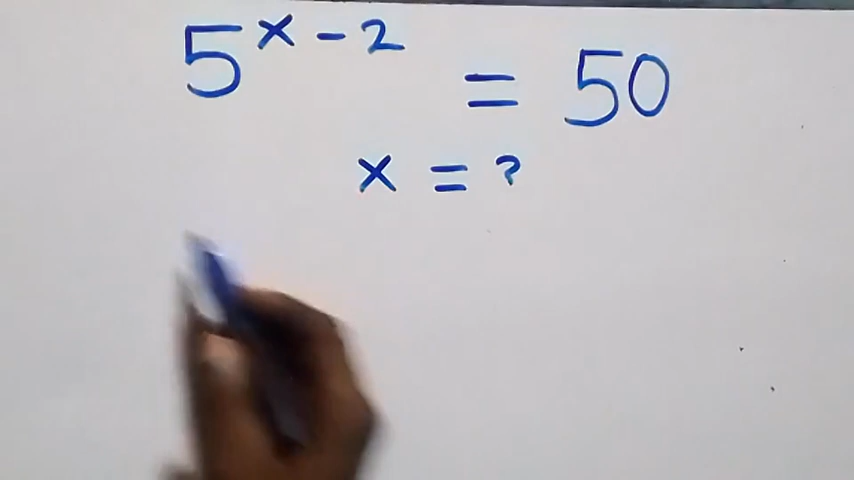 5^{x-2} = 50
x = ?